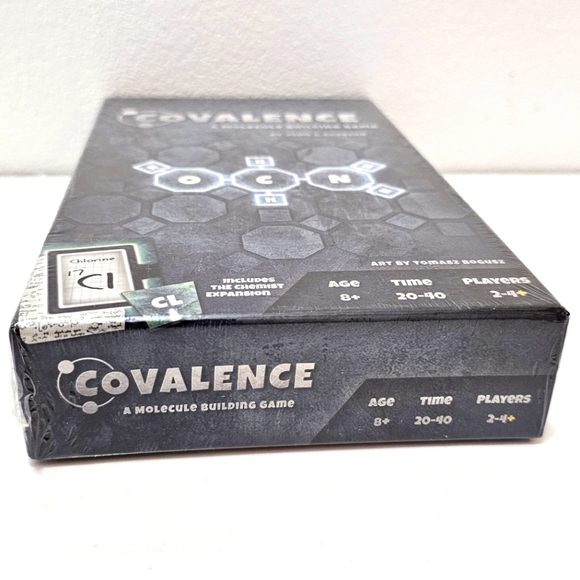 COVALENCE
A MOLECULE BUILDING GAME
H
H
O C N
H
H
ART BY TOMASZ BOGUSZ
Chlorine
17 Cl
Cl
INCLUDES
THE CHEMIST
EXPANSION
AGE TIME PLAYERS
8+ 20-40 2-4+
COVALENCE
A MOLECULE BUILDING GAME
AGE TIME PLAYERS
8+ 20-40 2-4+